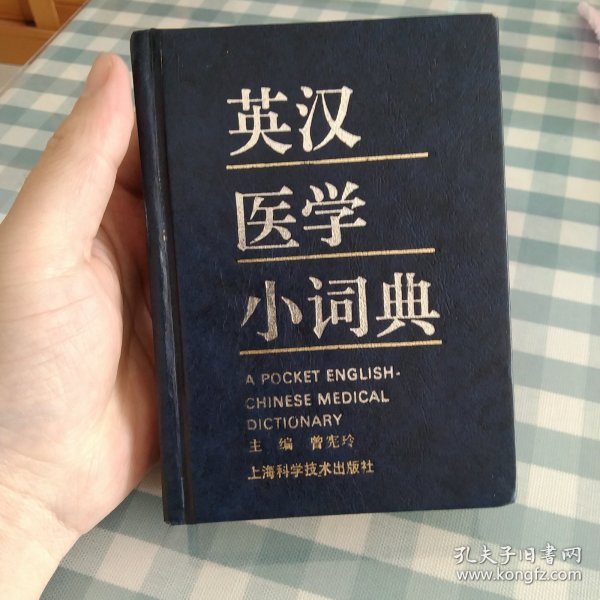 英汉
医学
小词典
A POCKET ENGLISH-
CHINESE MEDICAL
DICTIONARY
主 编 曾宪玲
上海科学技术出版社
孔夫子旧书网
www.kongfz.com